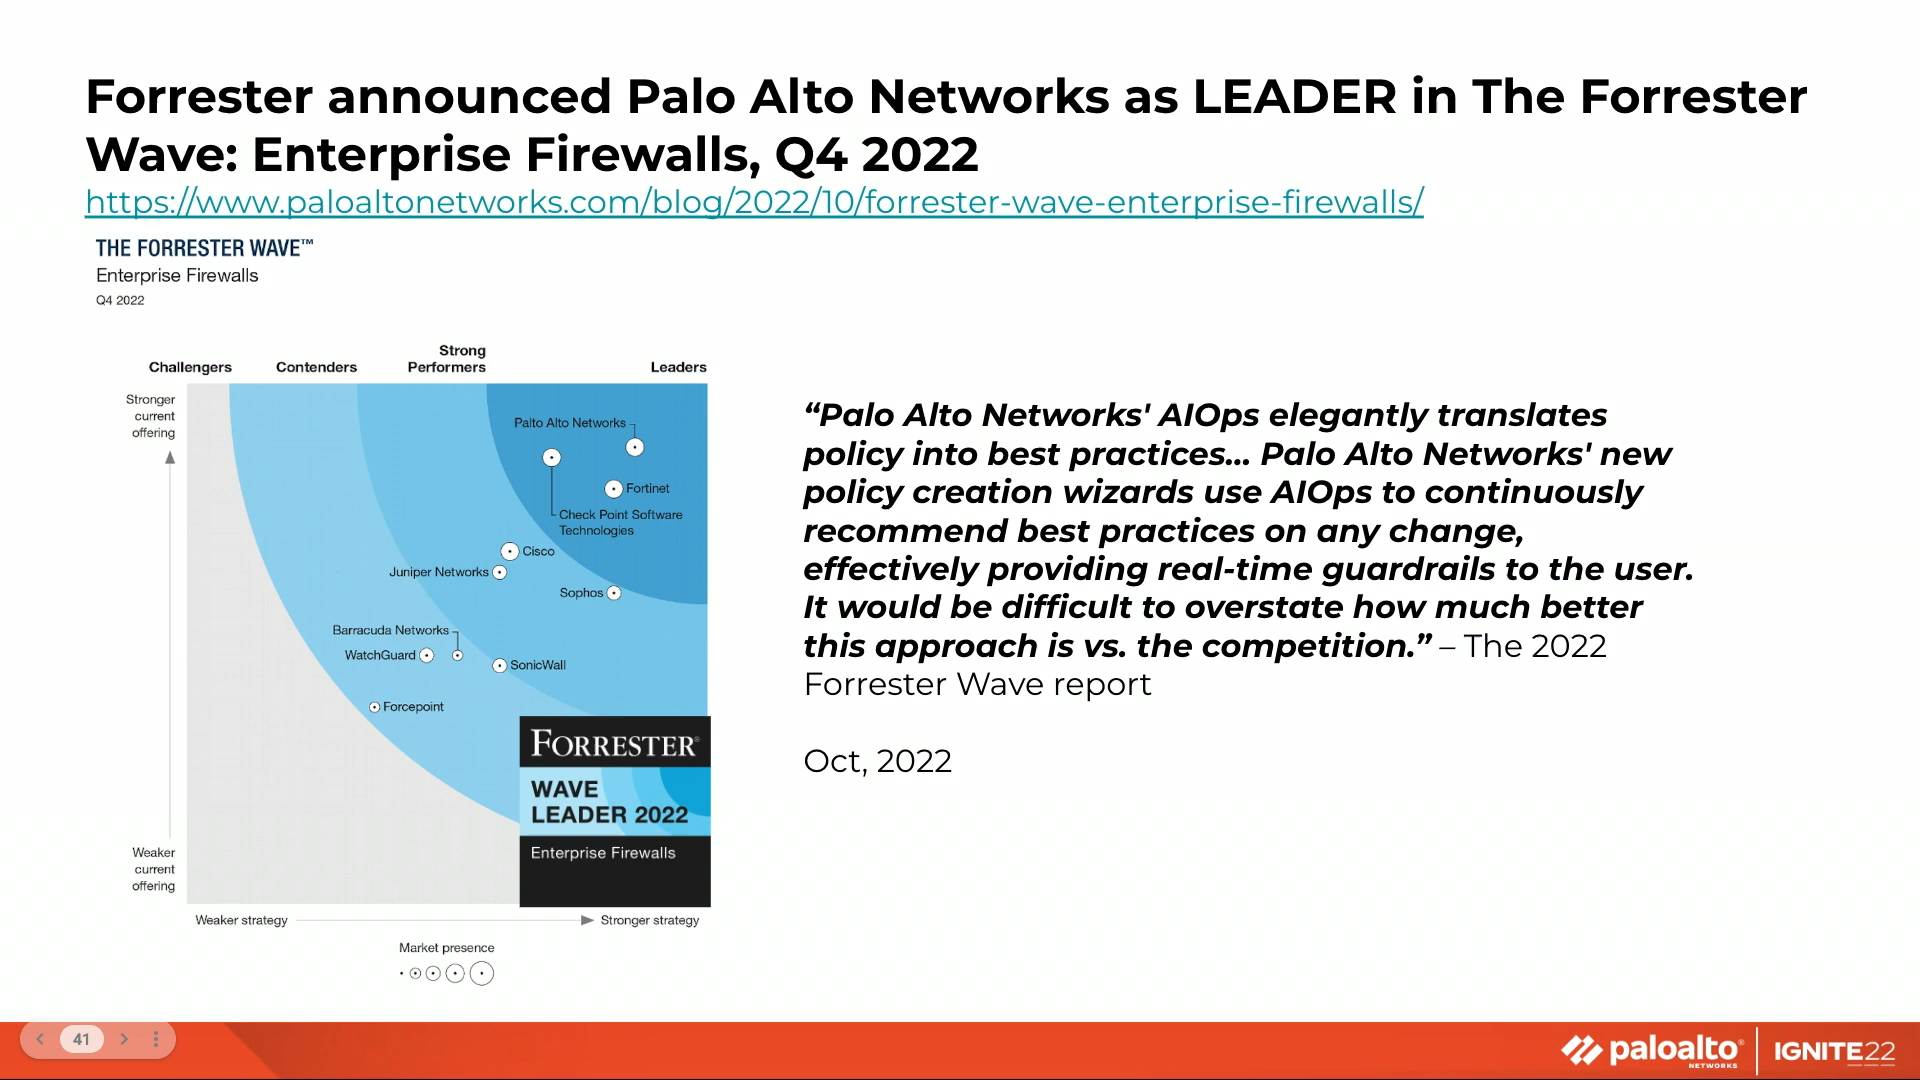 Forrester announced Palo Alto Networks as LEADER in The Forrester
Wave: Enterprise Firewalls, Q4 2022
https://www.paloaltonetworks.com/blog/2022/10/forrester-wave-enterprise-firewalls/
THE FORRESTER WAVE™
Enterprise Firewalls
Q4 2022
Challengers
Contenders
Strong
Performers
Leaders
Stronger
current
offering
Palto Alto Networks
Fortinet
Check Point Software
Technologies
Cisco
Juniper Networks
Sophos
Barracuda Networks
WatchGuard
SonicWall
Forcepoint
FORRESTER®
WAVE
LEADER 2022
Enterprise Firewalls
Weaker
current
offering
Weaker strategy
Stronger strategy
Market presence
“Palo Alto Networks' AIOps elegantly translates
policy into best practices... Palo Alto Networks' new
policy creation wizards use AIOps to continuously
recommend best practices on any change,
effectively providing real-time guardrails to the user.
It would be difficult to overstate how much better
this approach is vs. the competition.” – The 2022
Forrester Wave report
Oct, 2022
41
paloalto®
NETWORKS
IGNITE22